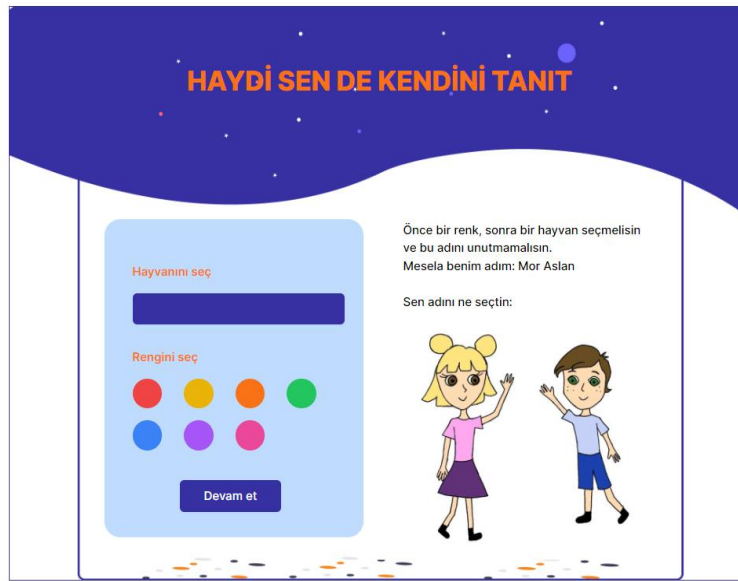 HAYDİ SEN DE KENDİNİ TANIT
Hayvanını seç
Rengini seç
Devam et
Önce bir renk, sonra bir hayvan seçmelisin
ve bu adını unutmamalısın.
Mesela benim adım: Mor Aslan
Sen adını ne seçtin: